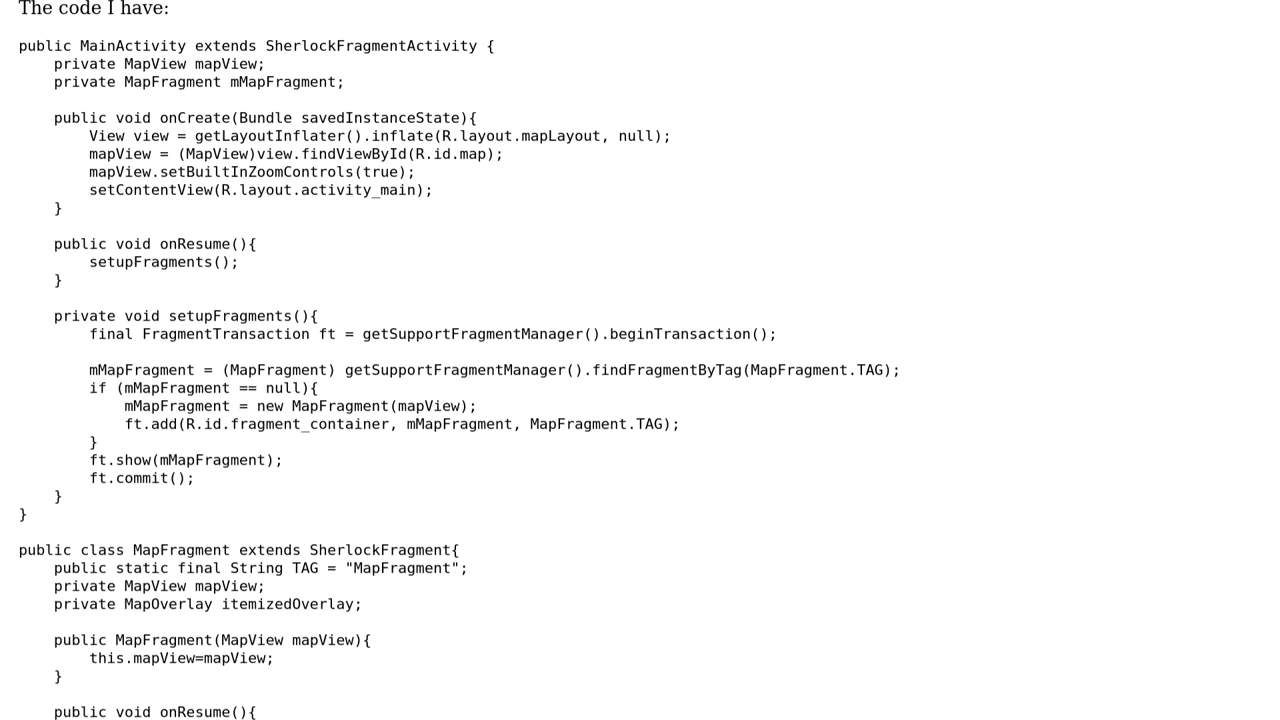 The code I have:
public MainActivity extends SherlockFragmentActivity {
    private MapView mapView;
    private MapFragment mMapFragment;
    public void onCreate(Bundle savedInstanceState){
        View view = getLayoutInflater().inflate(R.layout.mapLayout, null);
        mapView = (MapView)view.findViewById(R.id.map);
        mapView.setBuiltInZoomControls(true);
        setContentView(R.layout.activity_main);
    }
    public void onResume(){
        setupFragments();
    }
    private void setupFragments(){
        final FragmentTransaction ft = getSupportFragmentManager().beginTransaction();
        mMapFragment = (MapFragment) getSupportFragmentManager().findFragmentByTag(MapFragment.TAG);
        if (mMapFragment == null){
            mMapFragment = new MapFragment(mapView);
            ft.add(R.id.fragment_container, mMapFragment, MapFragment.TAG);
        }
        ft.show(mMapFragment);
        ft.commit();
    }
}
public class MapFragment extends SherlockFragment{
    public static final String TAG = "MapFragment";
    private MapView mapView;
    private MapOverlay itemizedOverlay;
    public MapFragment(MapView mapView){
        this.mapView=mapView;
    }
    public void onResume(){